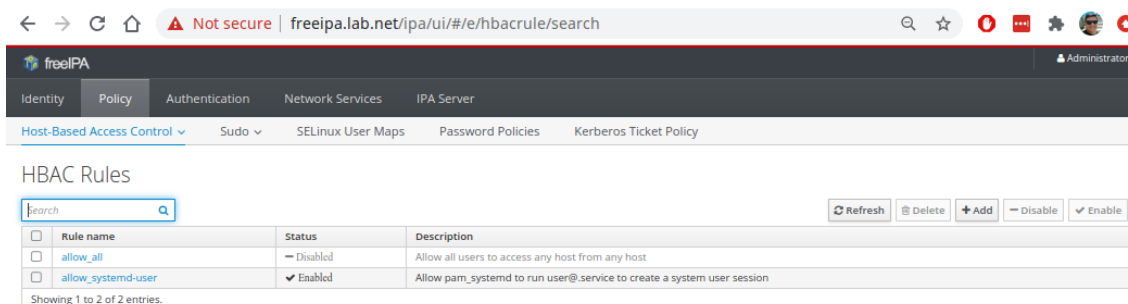 Not secure | freeipa.lab.net/ipa/ui/#/e/hbacrule/search
freeIPA
Administrator
Identity Policy Authentication Network Services IPA Server
Host-Based Access Control Sudo SELinux User Maps Password Policies Kerberos Ticket Policy
HBAC Rules
Search Refresh Delete Add Disable Enable
Rule name Status Description
allow_all Disabled Allow all users to access any host from any host
allow_systemd-user Enabled Allow pam_systemd to run user@.service to create a system user session
Showing 1 to 2 of 2 entries.